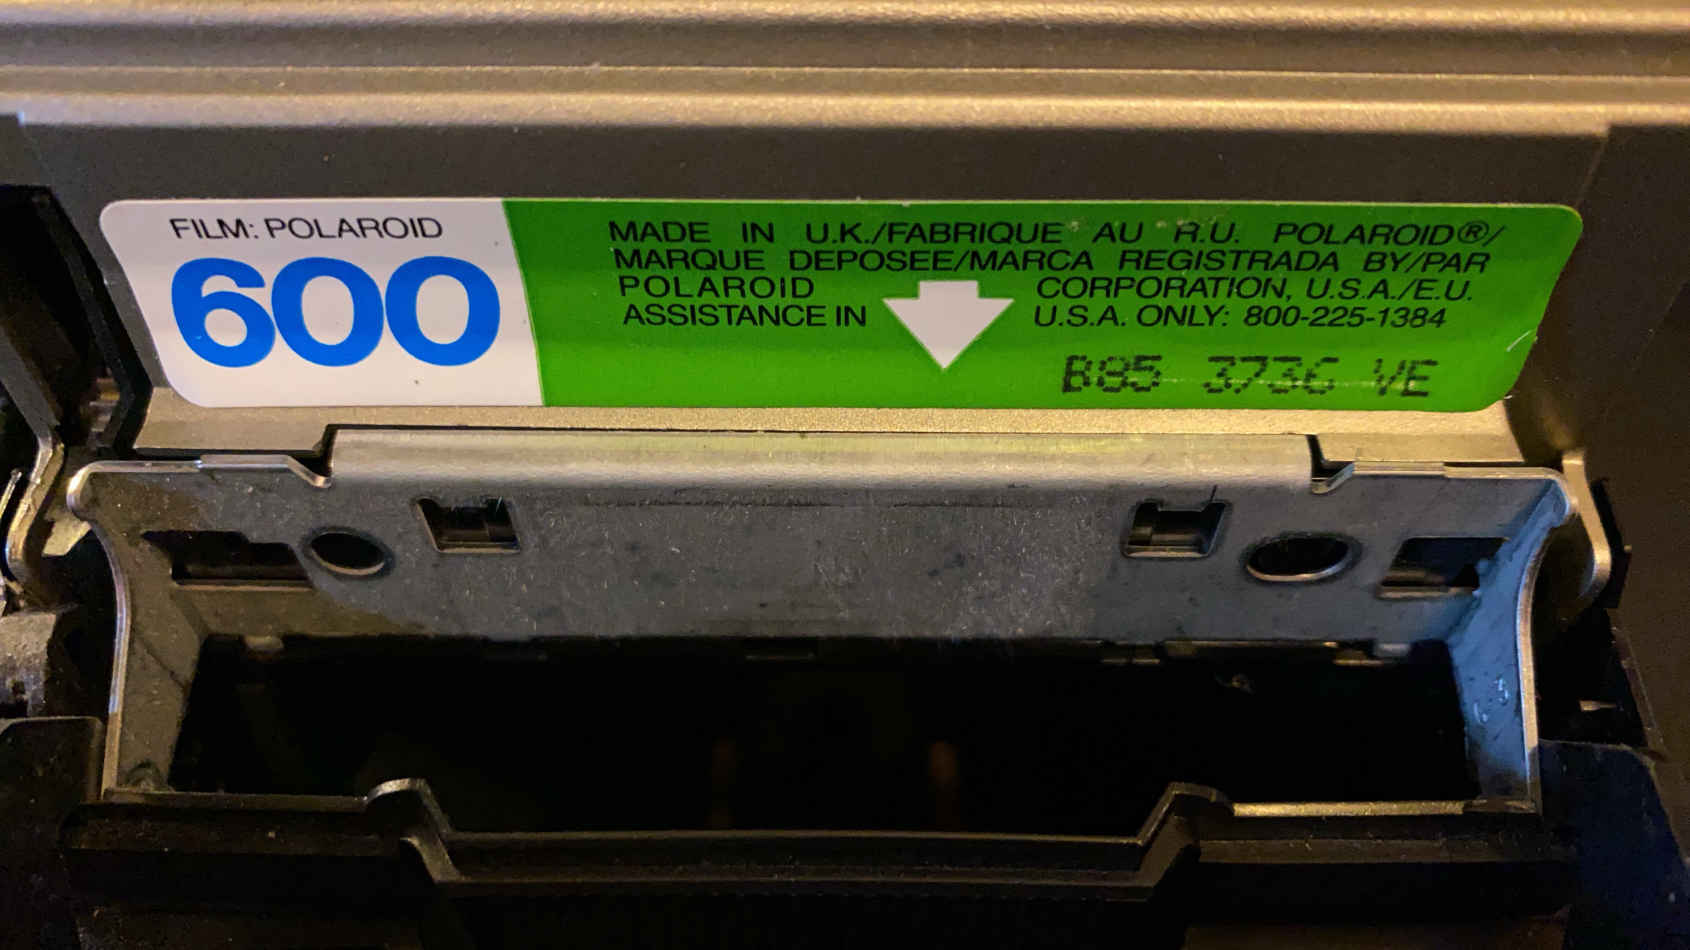 FILM: POLAROID
600
MADE IN U.K./FABRIQUE AU R.U. POLAROID®/
MARQUE DEPOSEE/MARCA REGISTRADA BY/PAR
POLAROID CORPORATION, U.S.A./E.U.
ASSISTANCE IN U.S.A. ONLY: 800-225-1384
B85 3736 VE